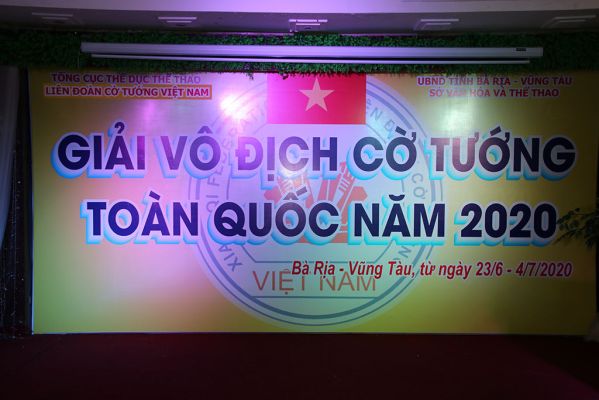 TỔNG CỤC THỂ DỤC THỂ THAO
LIÊN ĐOÀN CỜ TƯỚNG VIỆT NAM
UBND TỈNH BÀ RỊA - VŨNG TÀU
SỞ VĂN HÓA VÀ THỂ THAO
GIẢI VÔ ĐỊCH CỜ TƯỚNG
TOÀN QUỐC NĂM 2020
Bà Rịa - Vũng Tàu, từ ngày 23/6 - 4/7/2020
VIỆT NAM